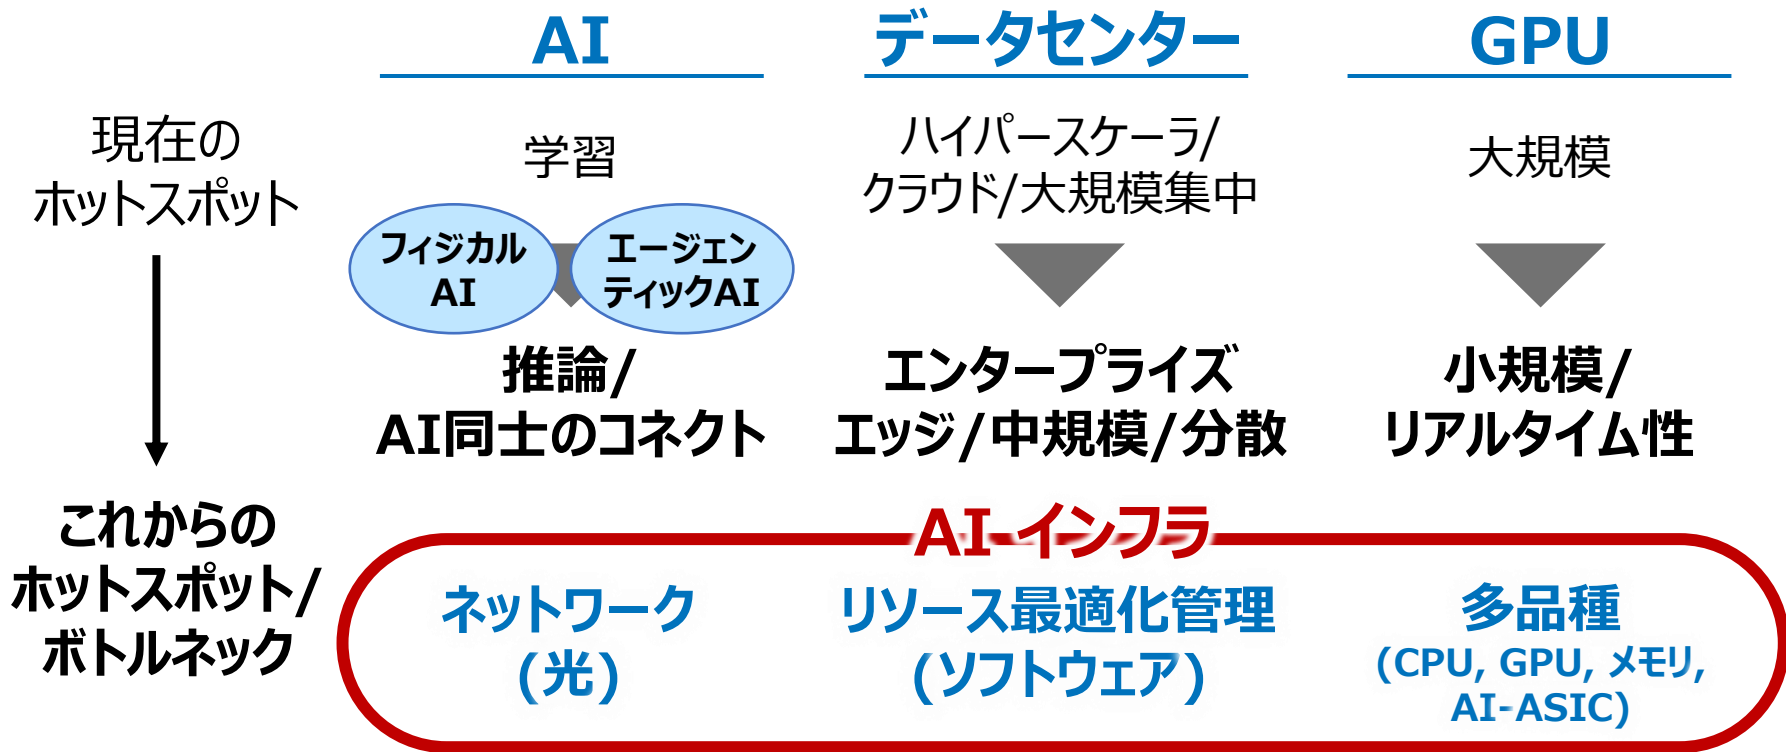 AI
データセンター
GPU
現在の
ホットスポット
学習
ハイパースケーラ/
クラウド/大規模集中
大規模
フィジカル
AI
エージェン
ティックAI
推論/
AI同士のコネクト
エンタープライズ
エッジ/中規模/分散
小規模/
リアルタイム性
これからの
ホットスポット/
ボトルネック
AI インフラ
ネットワーク
(光)
リソース最適化管理
(ソフトウェア)
多品種
(CPU, GPU, メモリ,
AI-ASIC)